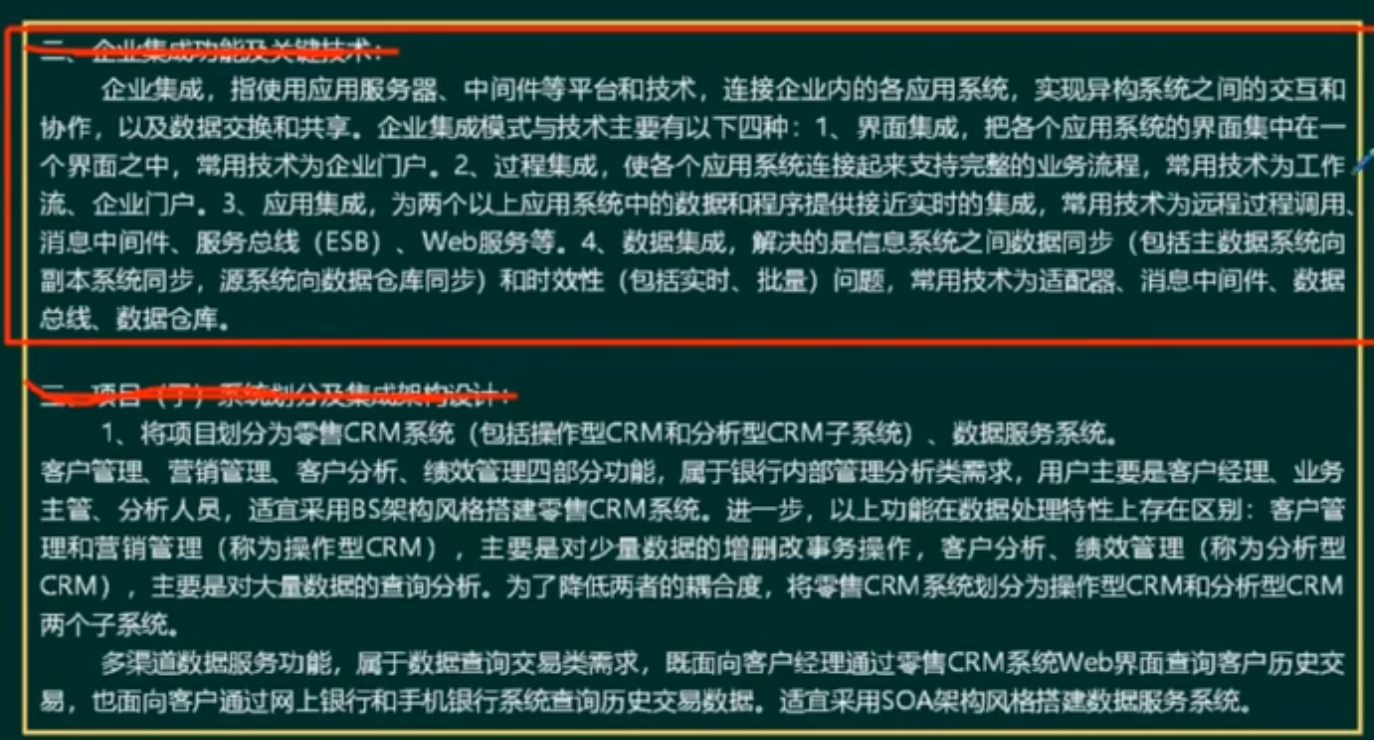 二、企业集成功能及关键技术：
企业集成，指使用应用服务器、中间件等平台和技术，连接企业内的各应用系统，实现异构系统之间的交互和
协作，以及数据交换和共享。企业集成模式与技术主要有以下四种：1、界面集成，把各个应用系统的界面集中在一
个界面之中，常用技术为企业门户。2、过程集成，使各个应用系统连接起来支持完整的业务流程，常用技术为工作
流、企业门户。3、应用集成，为两个以上应用系统中的数据和程序提供接近实时的集成，常用技术为远程过程调用、
消息中间件、服务总线（ESB）、Web服务等。4、数据集成，解决的是信息系统之间数据同步（包括主数据系统向
副本系统同步，源系统向数据仓库同步）和时效性（包括实时、批量）问题，常用技术为适配器、消息中间件、数据
总线、数据仓库。
三、项目（子）系统划分及集成架构设计：
1、将项目划分为零售CRM系统（包括操作型CRM和分析型CRM子系统）、数据服务系统。
客户管理、营销管理、客户分析、绩效管理四部分功能，属于银行内部管理分析类需求，用户主要是客户经理、业务
主管、分析人员，适宜采用BS架构风格搭建零售CRM系统。进一步，以上功能在数据处理特性上存在区别：客户管
理和营销管理（称为操作型CRM），主要是对少量数据的增删改事务操作，客户分析、绩效管理（称为分析型
CRM），主要是对大量数据的查询分析。为了降低两者的耦合度，将零售CRM系统划分为操作型CRM和分析型CRM
两个子系统。
多渠道数据服务功能，属于数据查询交易类需求，既面向客户经理通过零售CRM系统Web界面查询客户历史交
易，也面向客户通过网上银行和手机银行系统查询历史交易数据。适宜采用SOA架构风格搭建数据服务系统。